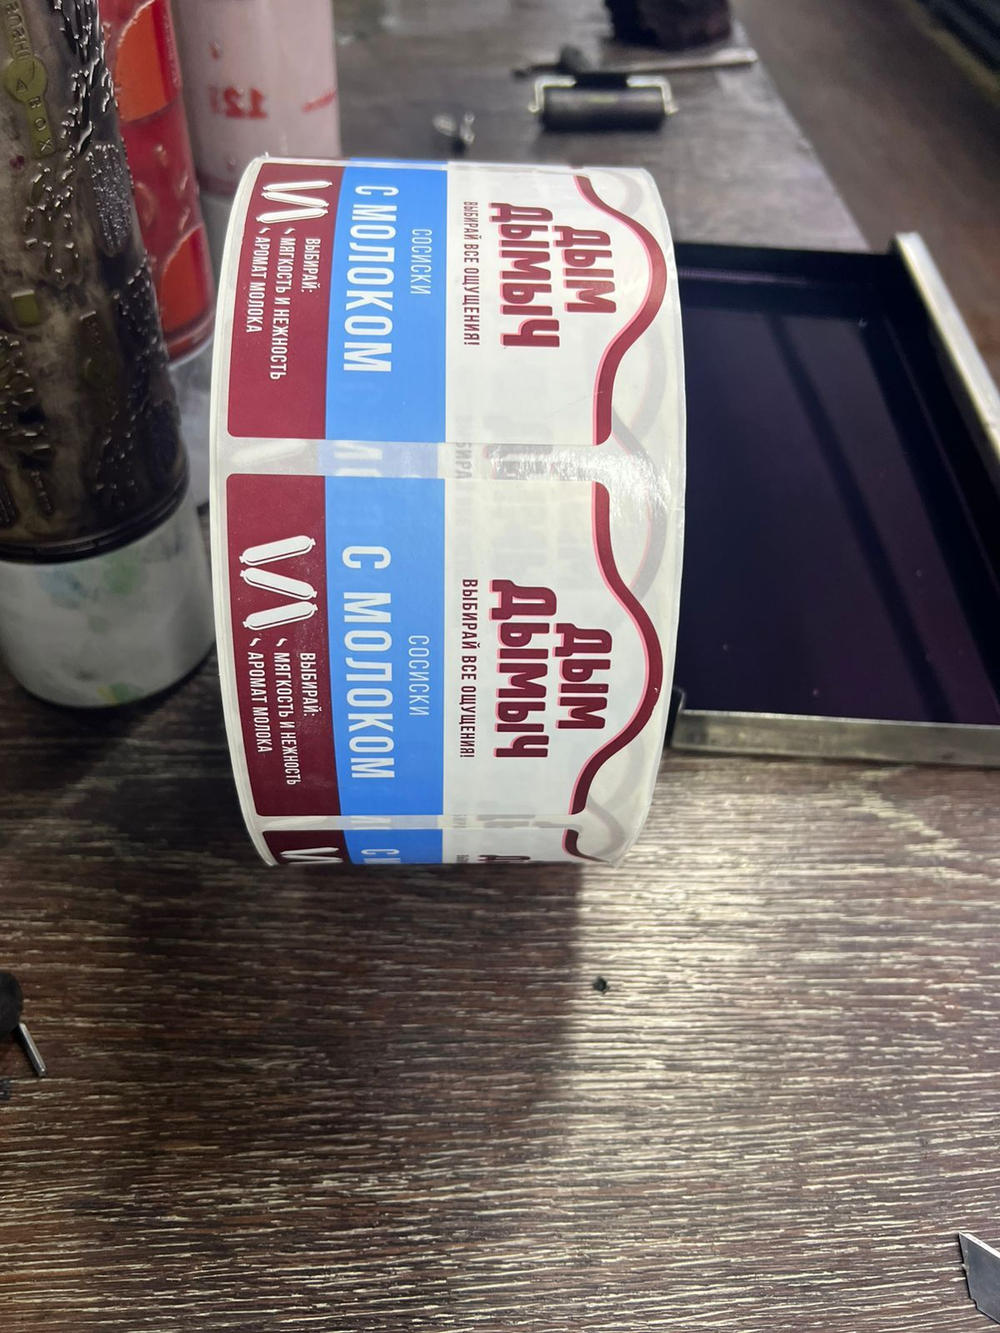 ДЫМ
ДЫМЫЧ
ВЫБИРАЙ ВСЕ ОЩУЩЕНИЯ!
СОСИСКИ
С МОЛОКОМ
ВЫБИРАЙ:
✓ МЯГКОСТЬ И НЕЖНОСТЬ
✓ АРОМАТ МОЛОКА
ДЫМ
ДЫМЫЧ
ВЫБИРАЙ ВСЕ ОЩУЩЕНИЯ!
СОСИСКИ
С МОЛОКОМ
ВЫБИРАЙ:
✓ МЯГКОСТЬ И НЕЖНОСТЬ
✓ АРОМАТ МОЛОКА